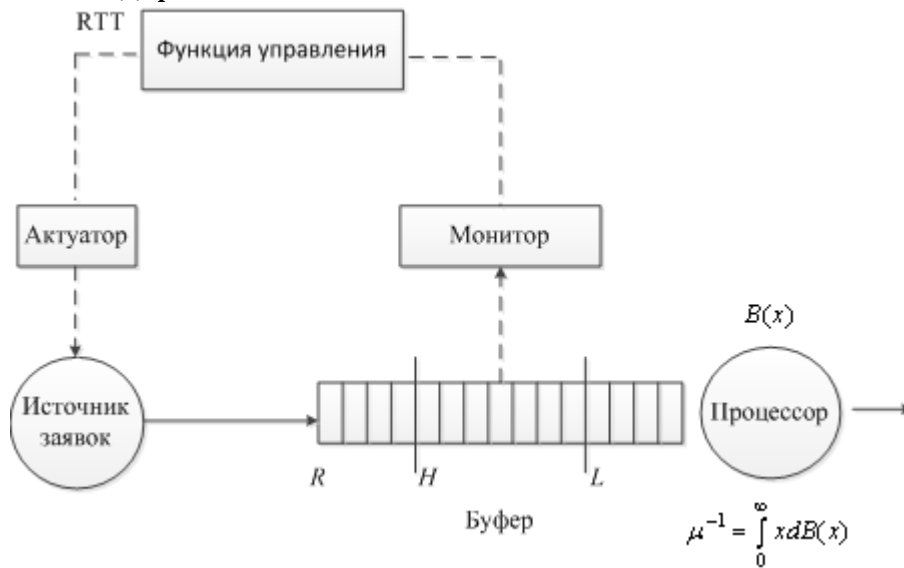 RTT
Функция управления
Актуатор
Монитор
B(x)
Источник
заявок
Процессор
R H L
Буфер
μ⁻¹ = ∫₀^∞ xdB(x)